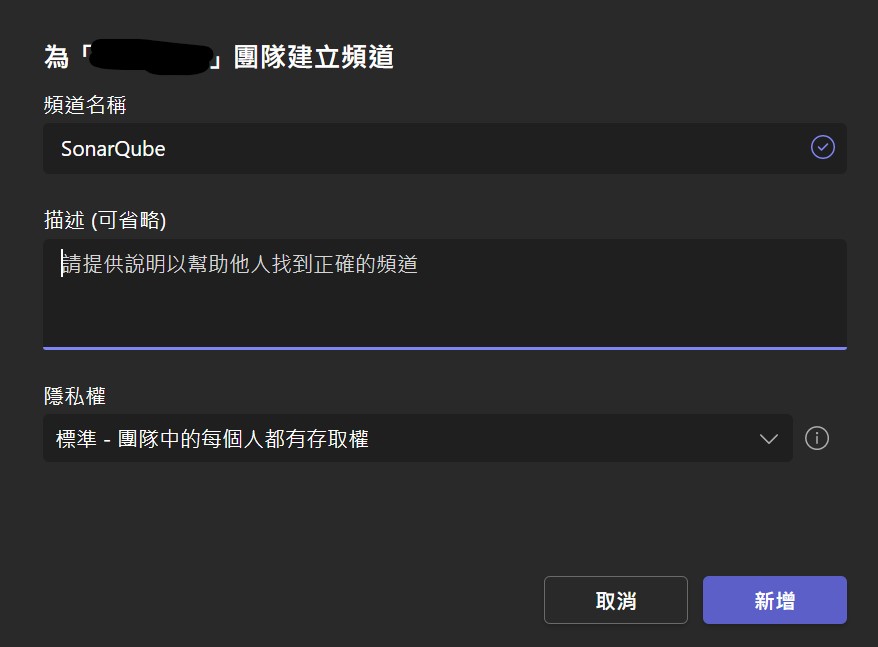 為「」團隊建立頻道
頻道名稱
SonarQube
描述 (可省略)
請提供說明以幫助他人找到正確的頻道
隱私權
標準 - 團隊中的每個人都有存取權
取消
新增